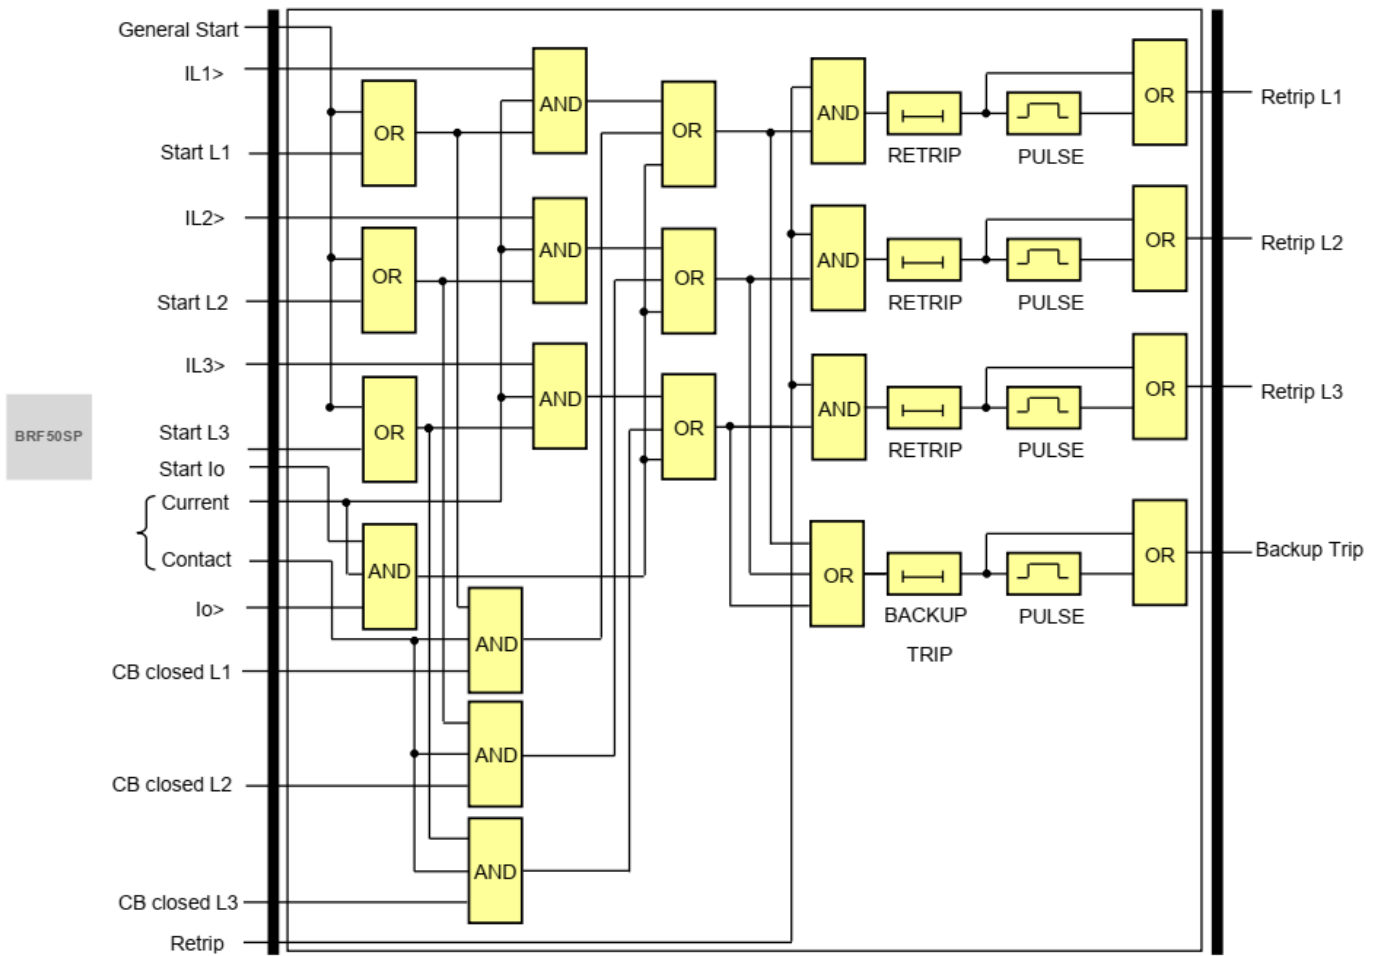 General Start
IL1>
Start L1
IL2>
Start L2
IL3>
Start L3
Start Io
Current
Contact
Io>
CB closed L1
CB closed L2
CB closed L3
Retrip
BRF50SP
OR
OR
OR
AND
AND
AND
AND
AND
AND
AND
OR
OR
OR
AND
RETRIP
PULSE
OR
Retrip L1
AND
RETRIP
PULSE
OR
Retrip L2
AND
RETRIP
PULSE
OR
Retrip L3
OR
BACKUP
TRIP
PULSE
OR
Backup Trip